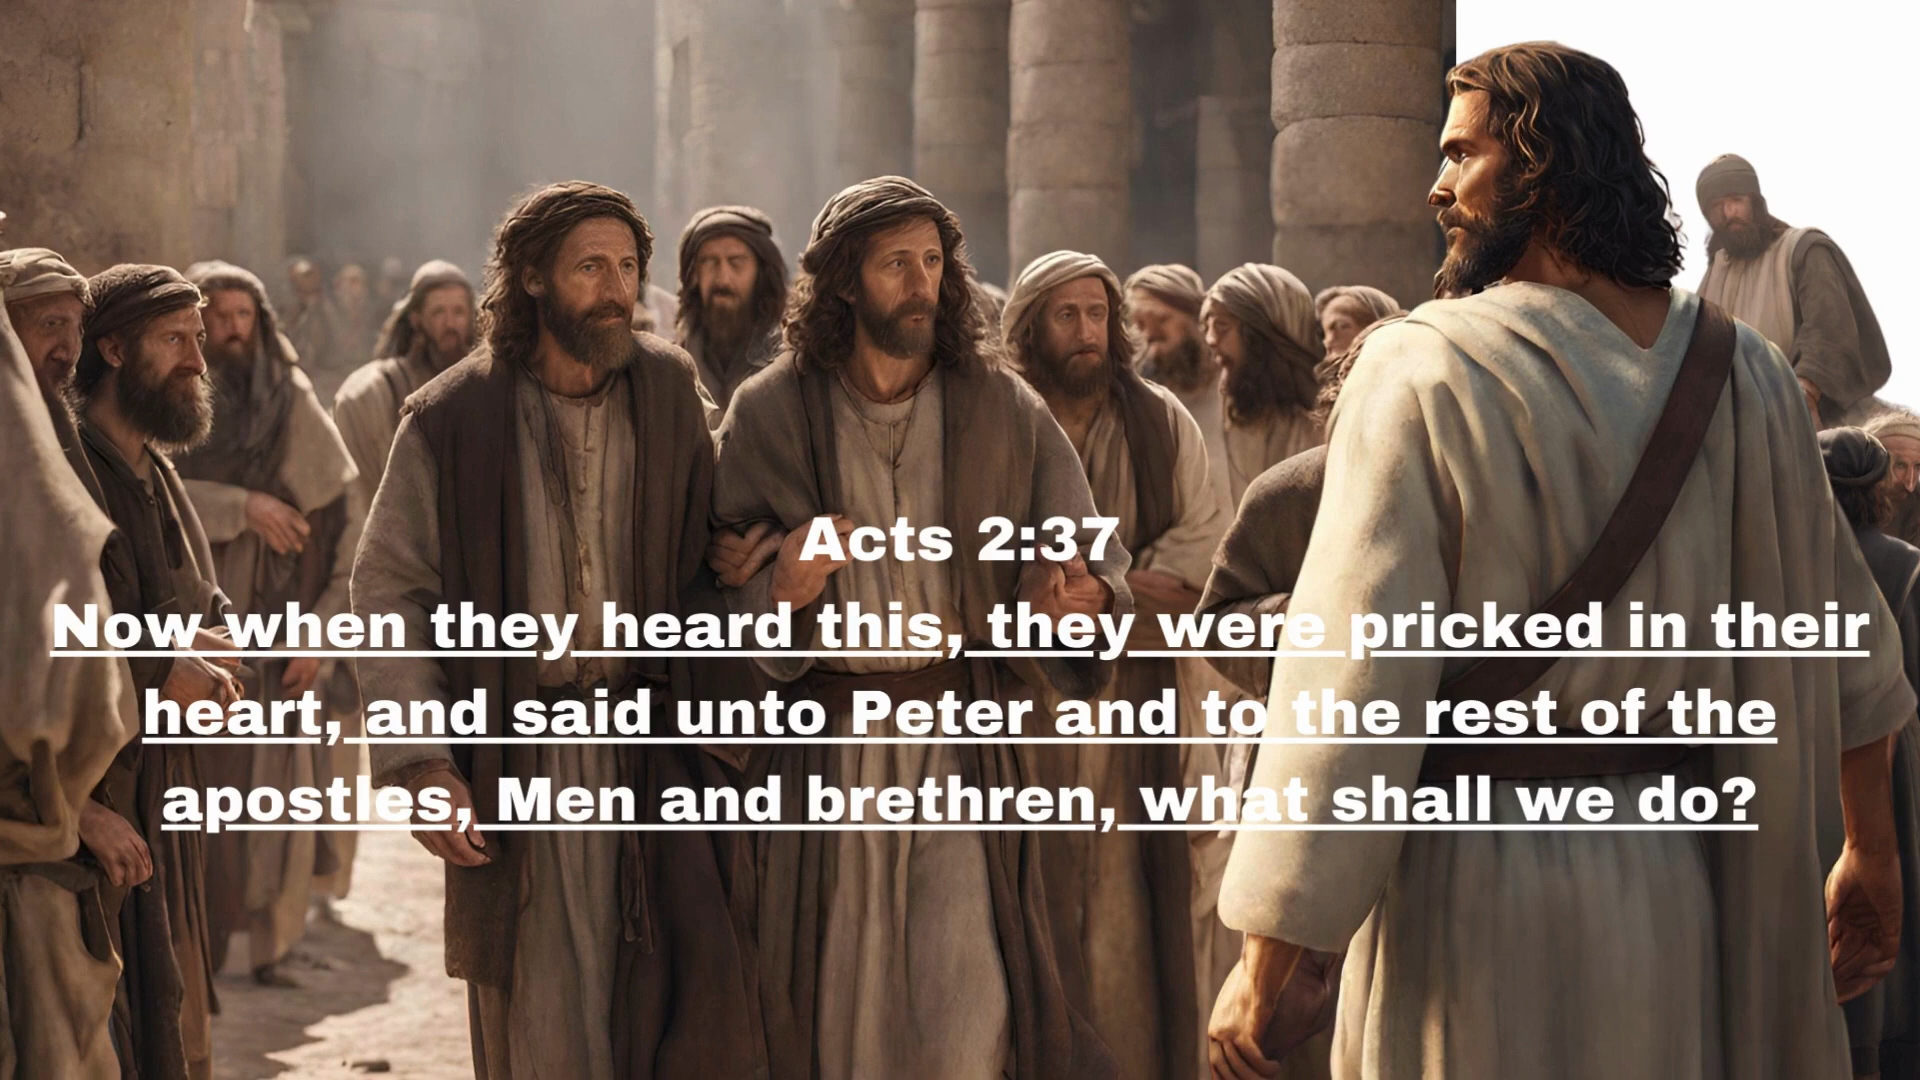 Acts 2:37
Now when they heard this, they were pricked in their
heart, and said unto Peter and to the rest of the
apostles, Men and brethren, what shall we do?